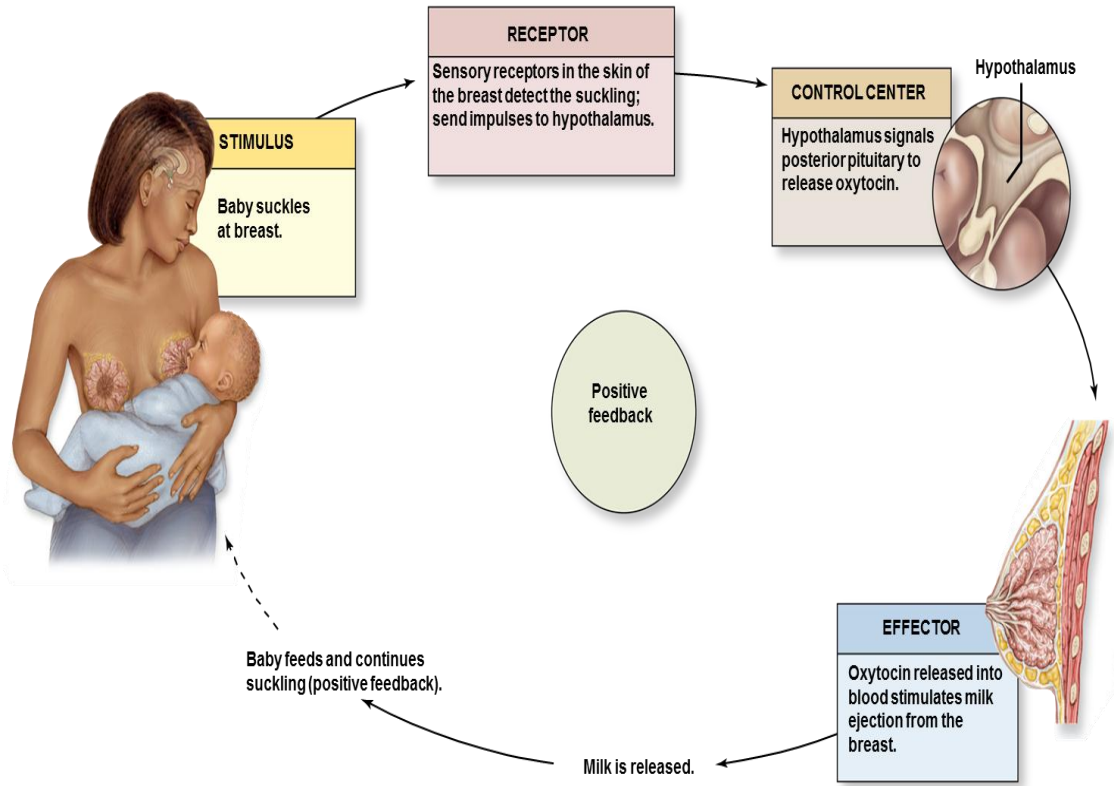 RECEPTOR
Sensory receptors in the skin of
the breast detect the suckling;
send impulses to hypothalamus.
Hypothalamus
CONTROL CENTER
Hypothalamus signals
posterior pituitary to
release oxytocin.
STIMULUS
Baby suckles
at breast.
Positive
feedback
EFFECTOR
Oxytocin released into
blood stimulates milk
ejection from the
breast.
Milk is released.
Baby feeds and continues
suckling (positive feedback).